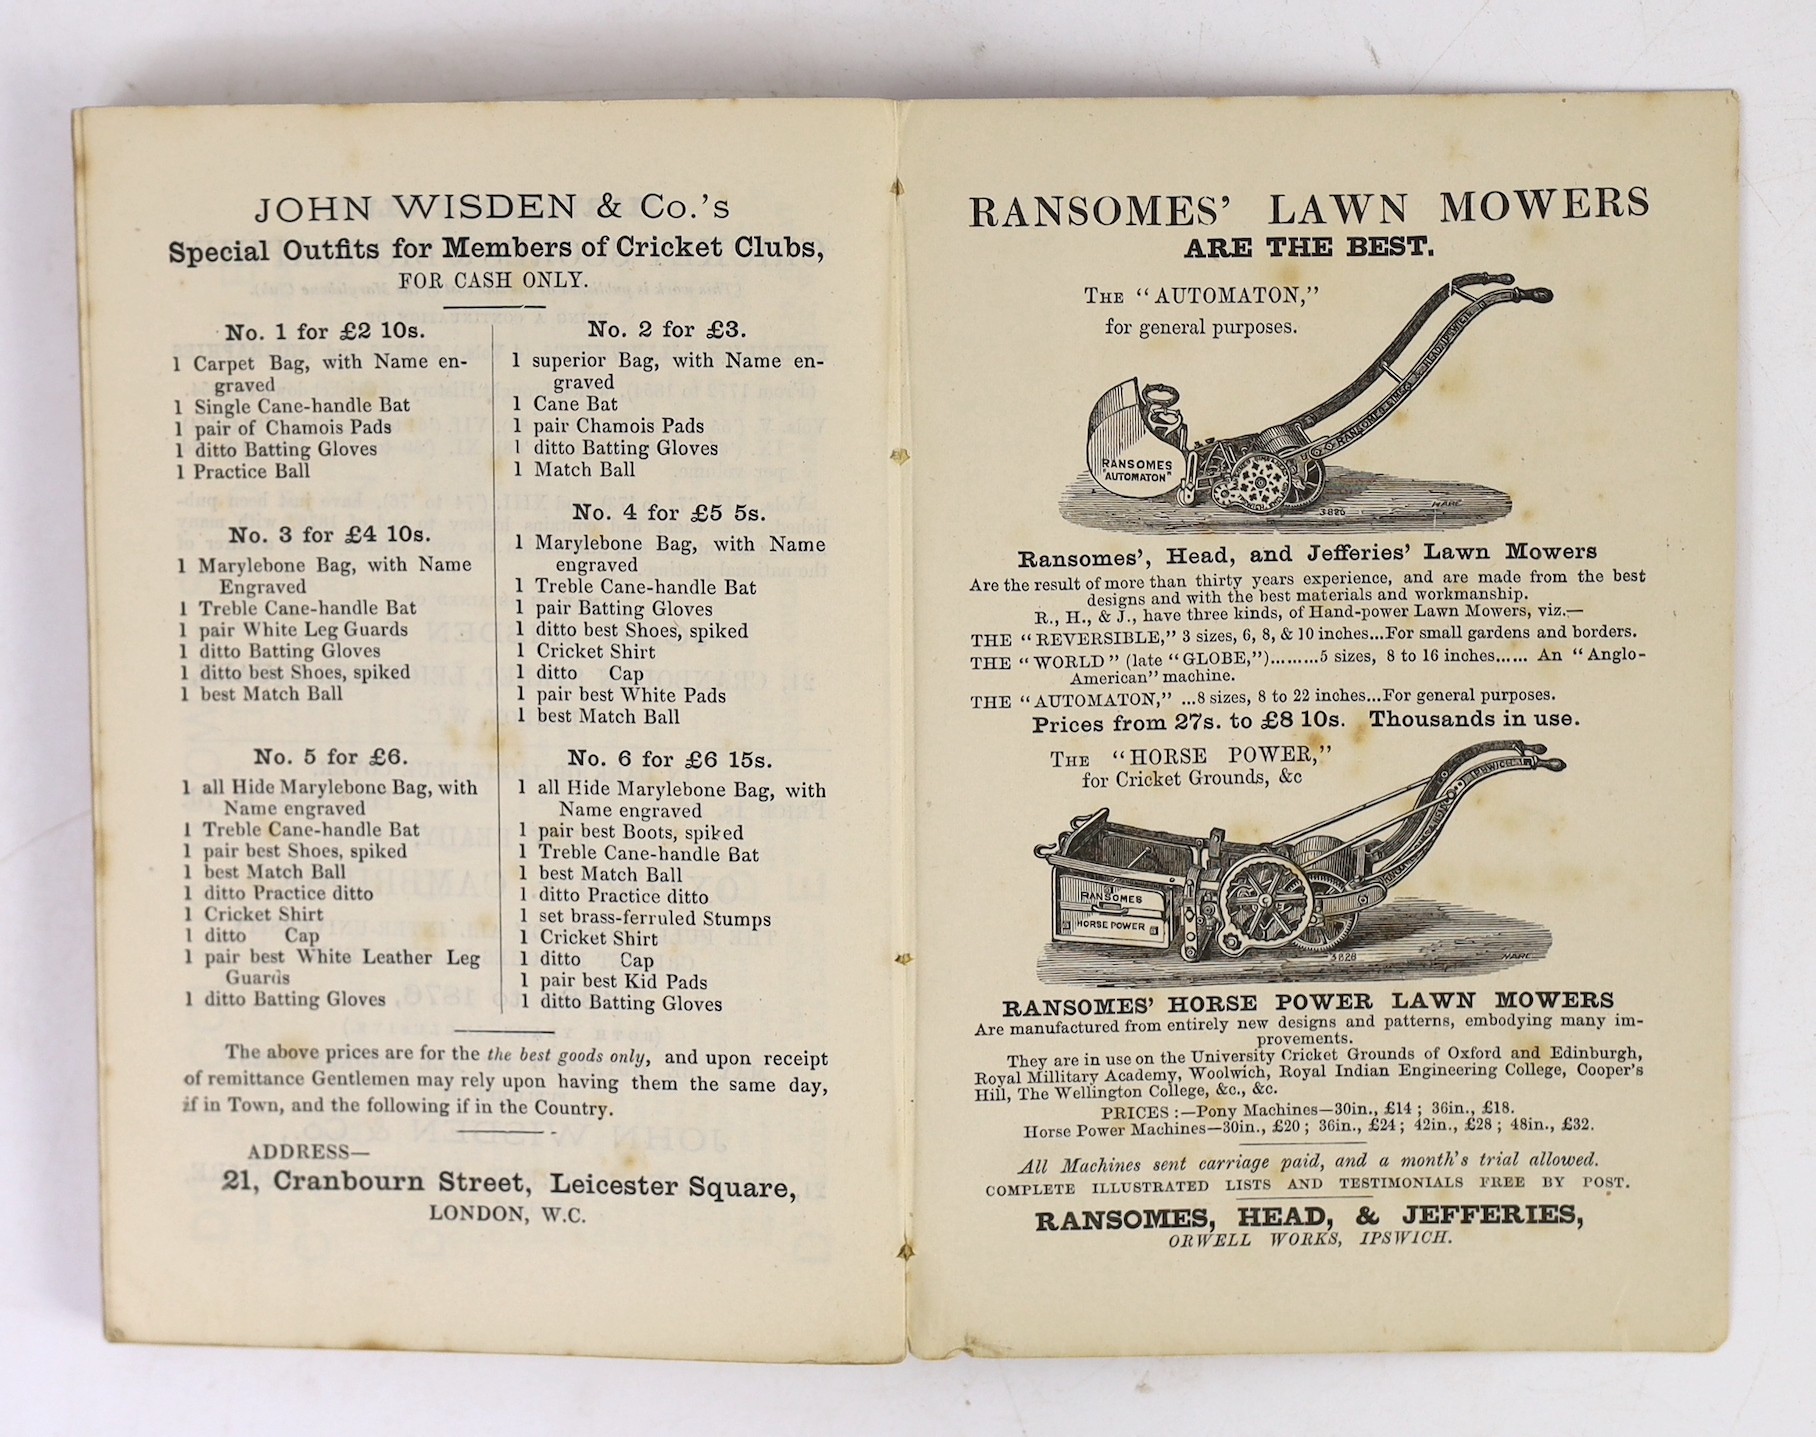 JOHN WISDEN & Co.'s
Special Outfits for Members of Cricket Clubs,
FOR CASH ONLY.
No. 1 for £2 10s.
1 Carpet Bag, with Name en-
graved
1 Single Cane-handle Bat
1 pair of Chamois Pads
1 ditto Batting Gloves
1 Practice Ball
No. 3 for £4 10s.
1 Marylebone Bag, with Name
Engraved
1 Treble Cane-handle Bat
1 pair White Leg Guards
1 ditto Batting Gloves
1 ditto best Shoes, spiked
1 best Match Ball
No. 5 for £6.
1 all Hide Marylebone Bag, with
Name engraved
1 Treble Cane-handle Bat
1 pair best Shoes, spiked
1 best Match Ball
1 ditto Practice ditto
1 Cricket Shirt
1 ditto Cap
1 pair best White Leather Leg
Guards
1 ditto Batting Gloves
No. 2 for £3.
1 superior Bag, with Name en-
graved
1 Cane Bat
1 pair Chamois Pads
1 ditto Batting Gloves
1 Match Ball
No. 4 for £5 5s.
1 Marylebone Bag, with Name
engraved
1 Treble Cane-handle Bat
1 pair Batting Gloves
1 ditto best Shoes, spiked
1 Cricket Shirt
1 ditto Cap
1 pair best White Pads
1 best Match Ball
No. 6 for £6 15s.
1 all Hide Marylebone Bag, with
Name engraved
1 pair best Boots, spiked
1 Treble Cane-handle Bat
1 best Match Ball
1 ditto Practice ditto
1 set brass-ferruled Stumps
1 Cricket Shirt
1 ditto Cap
1 pair best Kid Pads
1 ditto Batting Gloves
The above prices are for the the best goods only, and upon receipt
of remittance Gentlemen may rely upon having them the same day,
if in Town, and the following if in the Country.
ADDRESS—
21, Cranbourn Street, Leicester Square,
LONDON, W.C.
RANSOMES' LAWN MOWERS
ARE THE BEST.
THE "AUTOMATON,"
for general purposes.
RANSOMES
"AUTOMATON"
3826
Ransomes', Head, and Jefferies' Lawn Mowers
Are the result of more than thirty years experience, and are made from the best
designs and with the best materials and workmanship.
R., H., & J., have three kinds, of Hand-power Lawn Mowers, viz.—
THE "REVERSIBLE," 3 sizes, 6, 8, & 10 inches...For small gardens and borders.
THE "WORLD" (late "GLOBE,").........5 sizes, 8 to 16 inches...... An "Anglo-
American" machine.
THE "AUTOMATON," ...8 sizes, 8 to 22 inches...For general purposes.
Prices from 27s. to £8 10s. Thousands in use.
THE "HORSE POWER,"
for Cricket Grounds, &c
RANSOMES
HORSE POWER
3828
RANSOMES' HORSE POWER LAWN MOWERS
Are manufactured from entirely new designs and patterns, embodying many im-
provements.
They are in use on the University Cricket Grounds of Oxford and Edinburgh,
Royal Millitary Academy, Woolwich, Royal Indian Engineering College, Cooper's
Hill, The Wellington College, &c., &c.
PRICES :—Pony Machines—30in., £14 ; 36in., £18.
Horse Power Machines—30in., £20 ; 36in., £24 ; 42in., £28 ; 48in., £32.
All Machines sent carriage paid, and a month's trial allowed.
COMPLETE ILLUSTRATED LISTS AND TESTIMONIALS FREE BY POST.
RANSOMES, HEAD, & JEFFERIES,
ORWELL WORKS, IPSWICH.